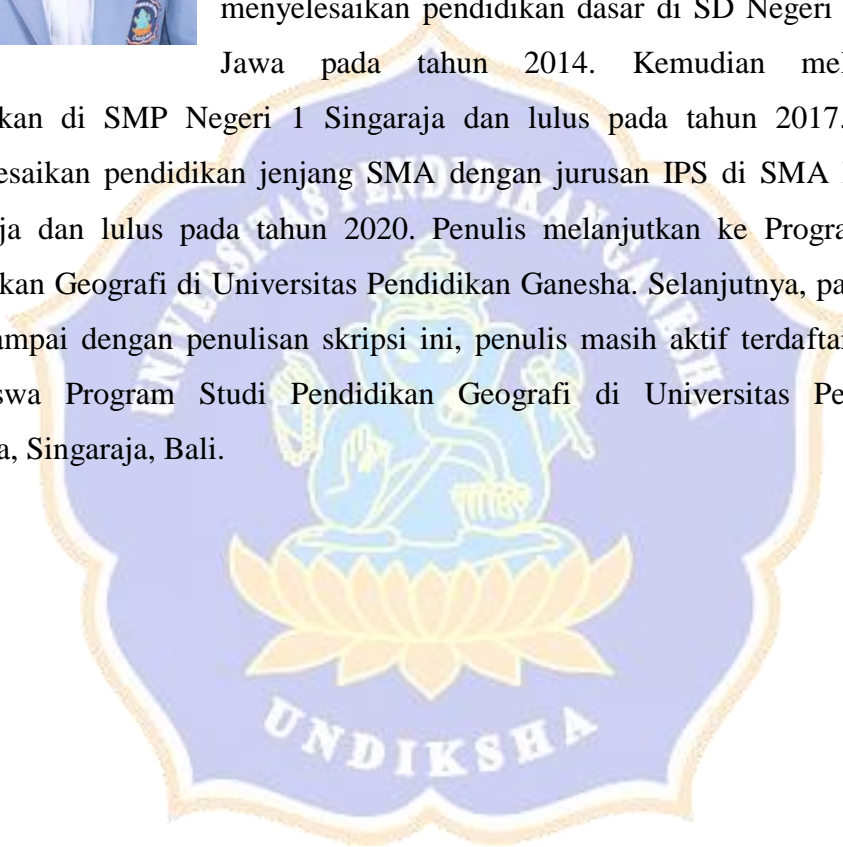 menyelesaikan pendidikan dasar di SD Negeri
Jawa pada tahun 2014. Kemudian mel
kan di SMP Negeri 1 Singaraja dan lulus pada tahun 2017.
esaikan pendidikan jenjang SMA dengan jurusan IPS di SMA
ja dan lulus pada tahun 2020. Penulis melanjutkan ke Progra
kan Geografi di Universitas Pendidikan Ganesha. Selanjutnya, pa
ampai dengan penulisan skripsi ini, penulis masih aktif terdaftar
swa Program Studi Pendidikan Geografi di Universitas Pe
a, Singaraja, Bali.
UNIVERSITAS PENDIDIKAN GANESHA
UNDIKSHA